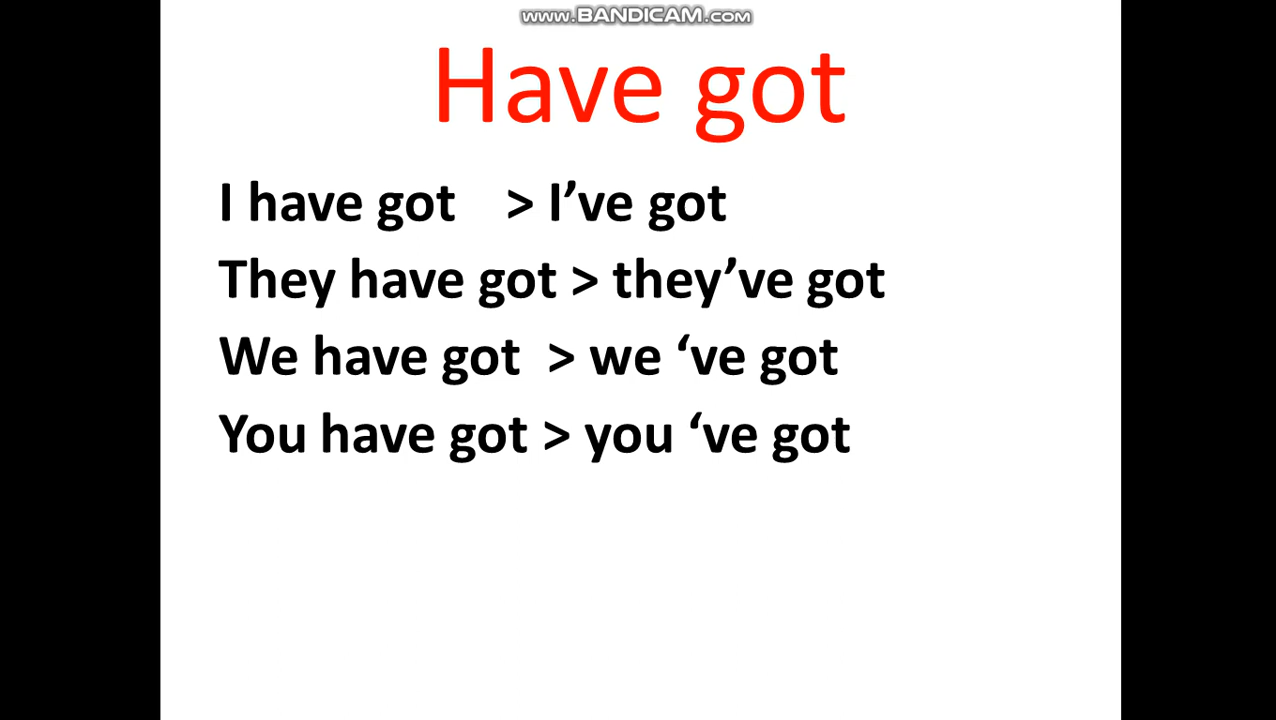 www.BANDICAM.com
Have got
I have got > I’ve got
They have got > they’ve got
We have got > we ‘ve got
You have got > you ‘ve got